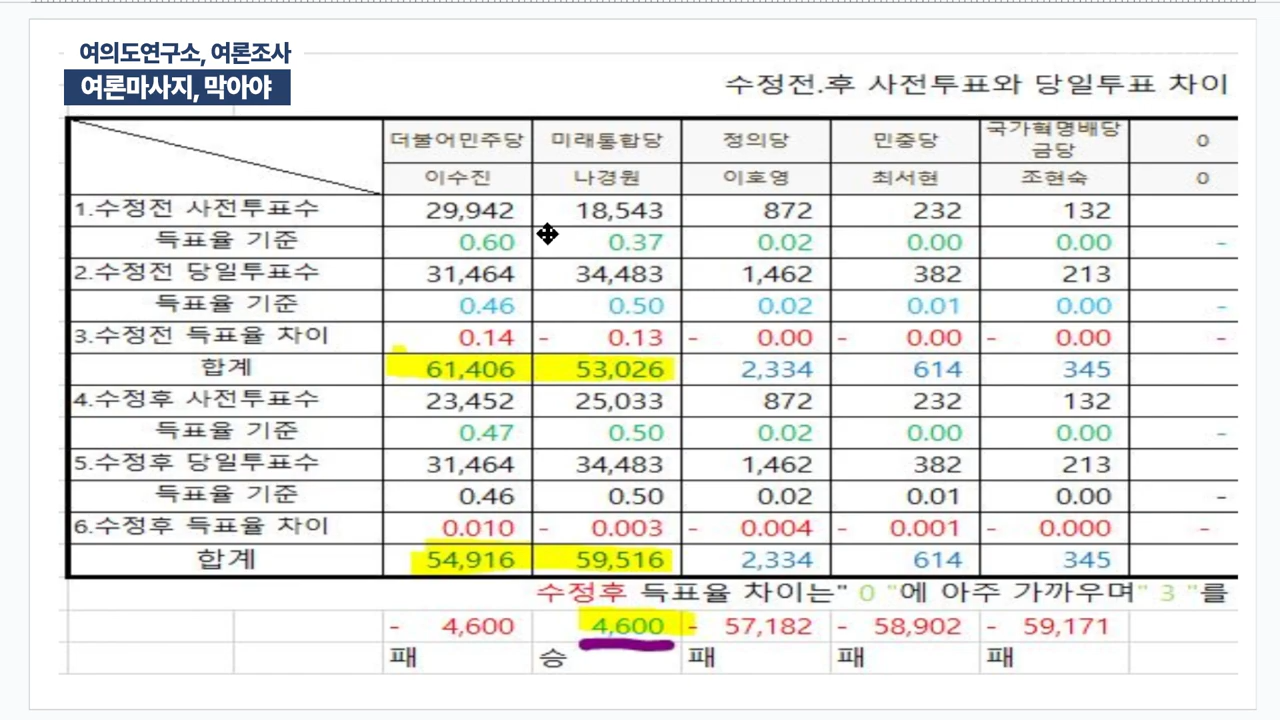 여의도연구소, 여론조사
여론마사지, 막아야
수정전.후 사전투표와 당일투표 차이
더불어민주당 미래통합당 정의당 민중당 국가혁명배당금당 0
이수진 나경원 이호영 최서현 조현숙 0
1.수정전 사전투표수 29,942 18,543 872 232 132
득표율 기준 0.60 0.37 0.02 0.00 0.00 -
2.수정전 당일투표수 31,464 34,483 1,462 382 213
득표율 기준 0.46 0.50 0.02 0.01 0.00 -
3.수정전 득표율 차이 0.14 - 0.13 - 0.00 - 0.00 - 0.00 -
합계 61,406 53,026 2,334 614 345
4.수정후 사전투표수 23,452 25,033 872 232 132
득표율 기준 0.47 0.50 0.02 0.00 0.00 -
5.수정후 당일투표수 31,464 34,483 1,462 382 213
득표율 기준 0.46 0.50 0.02 0.01 0.00 -
6.수정후 득표율 차이 0.010 - 0.003 - 0.004 - 0.001 - 0.000 -
합계 54,916 59,516 2,334 614 345
수정후 득표율 차이는" 0 "에 아주 가까우며" 3 "를
- 4,600 4,600 - 57,182 - 58,902 - 59,171
패 승 패 패 패